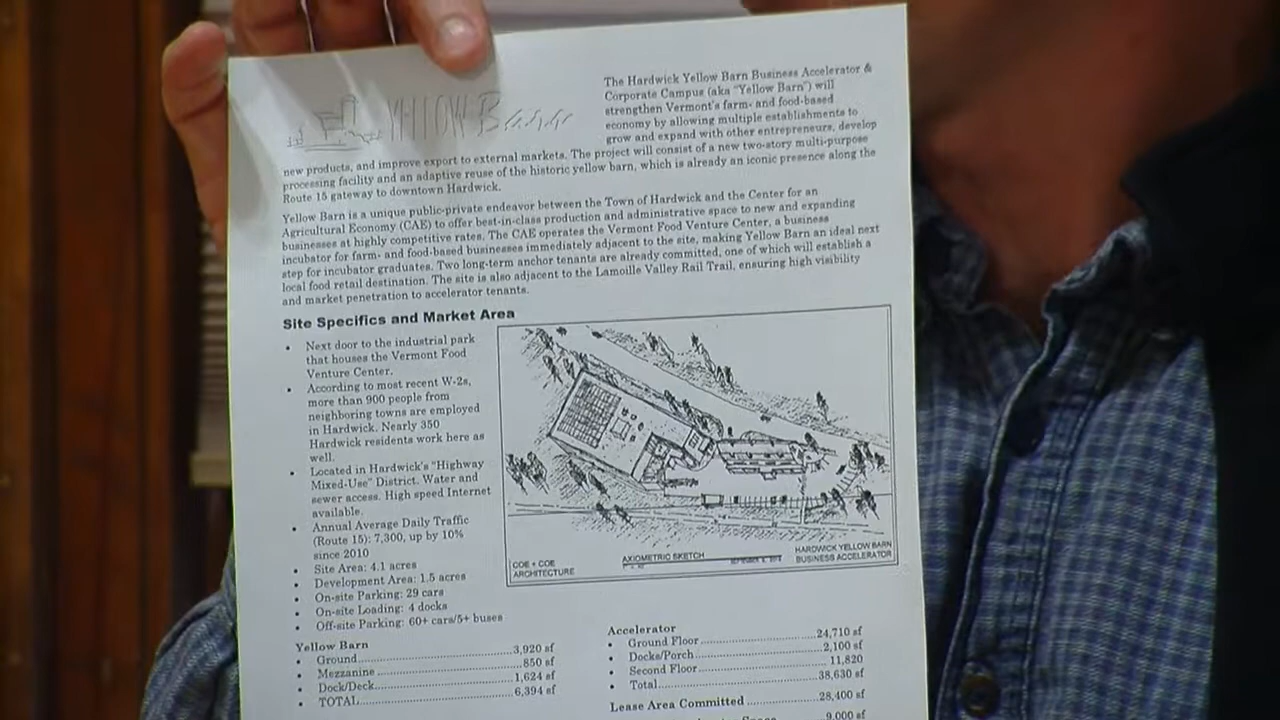 YELLOW BARN
The Hardwick Yellow Barn Business Accelerator &
Corporate Campus (aka "Yellow Barn") will
strengthen Vermont's farm- and food-based
economy by allowing multiple establishments to
grow and expand with other entrepreneurs, develop
new products, and improve export to external markets. The project will consist of a new two-story multi-purpose
processing facility and an adaptive reuse of the historic yellow barn, which is already an iconic presence along the
Route 15 gateway to downtown Hardwick.
Yellow Barn is a unique public-private endeavor between the Town of Hardwick and the Center for an
Agricultural Economy (CAE) to offer best-in-class production and administrative space to new and expanding
businesses at highly competitive rates. The CAE operates the Vermont Food Venture Center, a business
incubator for farm- and food-based businesses immediately adjacent to the site, making Yellow Barn an ideal next
step for incubator graduates. Two long-term anchor tenants are already committed, one of which will establish a
local food retail destination. The site is also adjacent to the Lamoille Valley Rail Trail, ensuring high visibility
and market penetration to accelerator tenants.
Site Specifics and Market Area
• Next door to the industrial park
that houses the Vermont Food
Venture Center.
• According to most recent W-2s,
more than 900 people from
neighboring towns are employed
in Hardwick. Nearly 350
Hardwick residents work here as
well.
• Located in Hardwick's "Highway
Mixed-Use" District. Water and
sewer access. High speed Internet
available.
• Annual Average Daily Traffic
(Route 15): 7,300, up by 10%
since 2010
• Site Area: 4.1 acres
• Development Area: 1.5 acres
• On-site Parking: 29 cars
• On-site Loading: 4 docks
• Off-site Parking: 60+ cars/5+ buses
COE + COE
ARCHITECTURE
AXIOMETRIC SKETCH
HARDWICK YELLOW BARN
BUSINESS ACCELERATOR
Yellow Barn
• Ground 3,920 sf
• Mezzanine 850 sf
• Dock/Deck 1,624 sf
• TOTAL 6,394 sf
Accelerator
• Ground Floor 24,710 sf
• Docks/Porch 2,100 sf
• Second Floor 11,820
• Total 38,630 sf
Lease Area Committed 28,400 sf
9,000 sf